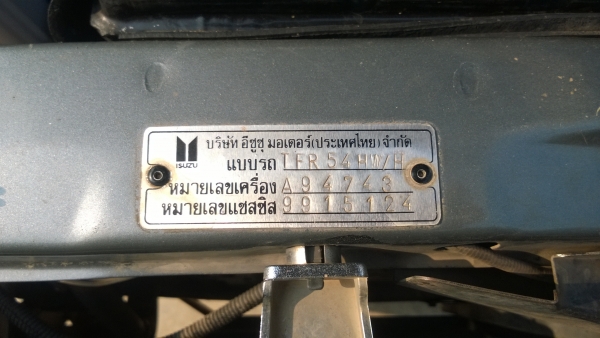 บริษัท อีซูซุ มอเตอร์(ประเทศไทย)จำกัด
ISUZU
แบบรถ TFR54HW/H
หมายเลขเครื่อง A94743
หมายเลขแชสซิส 9915124